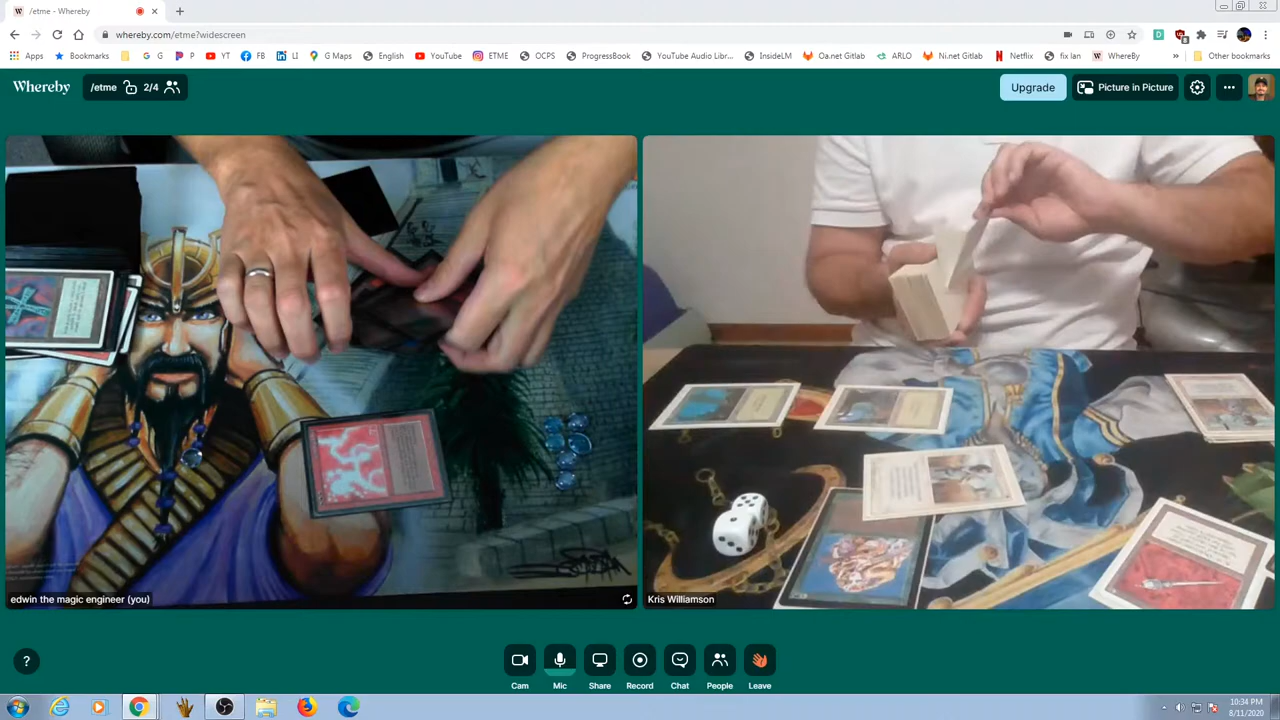 /etme - Whereby
whereby.com/etme?widescreen
Apps Bookmarks P YT FB LI G Maps English YouTube ETME OCPS ProgressBook YouTube Audio Lib... InsideLM Oa.net Gitlab ARLO Ni.net Gitlab Netflix fix lan WhereBy » Other bookmarks
Whereby /etme 2/4 Upgrade Picture in Picture
edwin the magic engineer (you)
Kris Williamson
? Cam Mic Share Record Chat People Leave
10:34 PM
8/11/2020